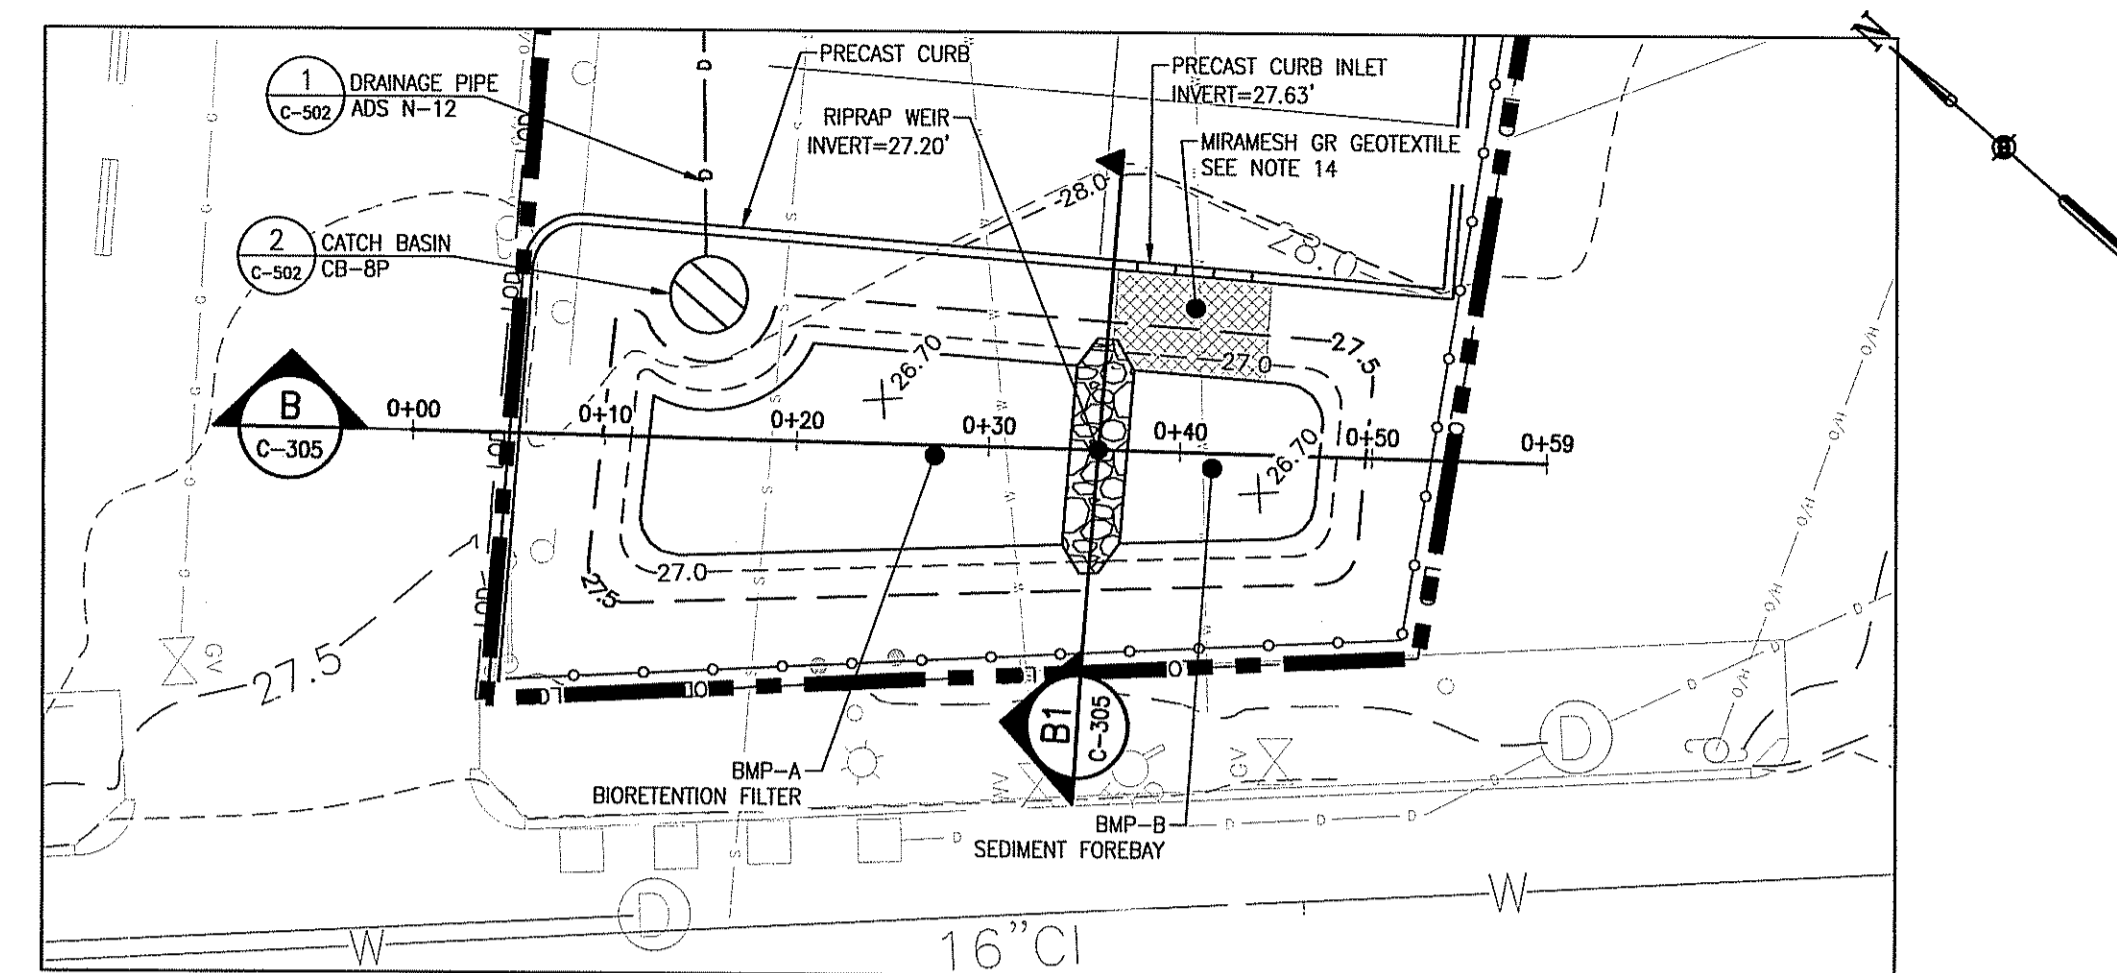 N
1
C-502
DRAINAGE PIPE
ADS N-12
PRECAST CURB
PRECAST CURB INLET
INVERT=27.63'
RIPRAP WEIR
INVERT=27.20'
MIRAMESH GR GEOTEXTILE
SEE NOTE 14
2
C-502
CATCH BASIN
CB-8P
28.0
28.0
27.5
27.0
26.70
B
C-305
0+00
0+10
0+20
0+30
0+40
0+50
0+59
26.70
27.5
27.0
27.5
GV
LOD
LOD
LOD
D
D
S
S
S
S
W
W
W
G
G
G
O/H
O/H
O/H
O/H
B1
C-305
BMP-A
BIORETENTION FILTER
BMP-B
SEDIMENT FOREBAY
WV
GV
D
D
D
D
D
D
D
W
W
16"CI